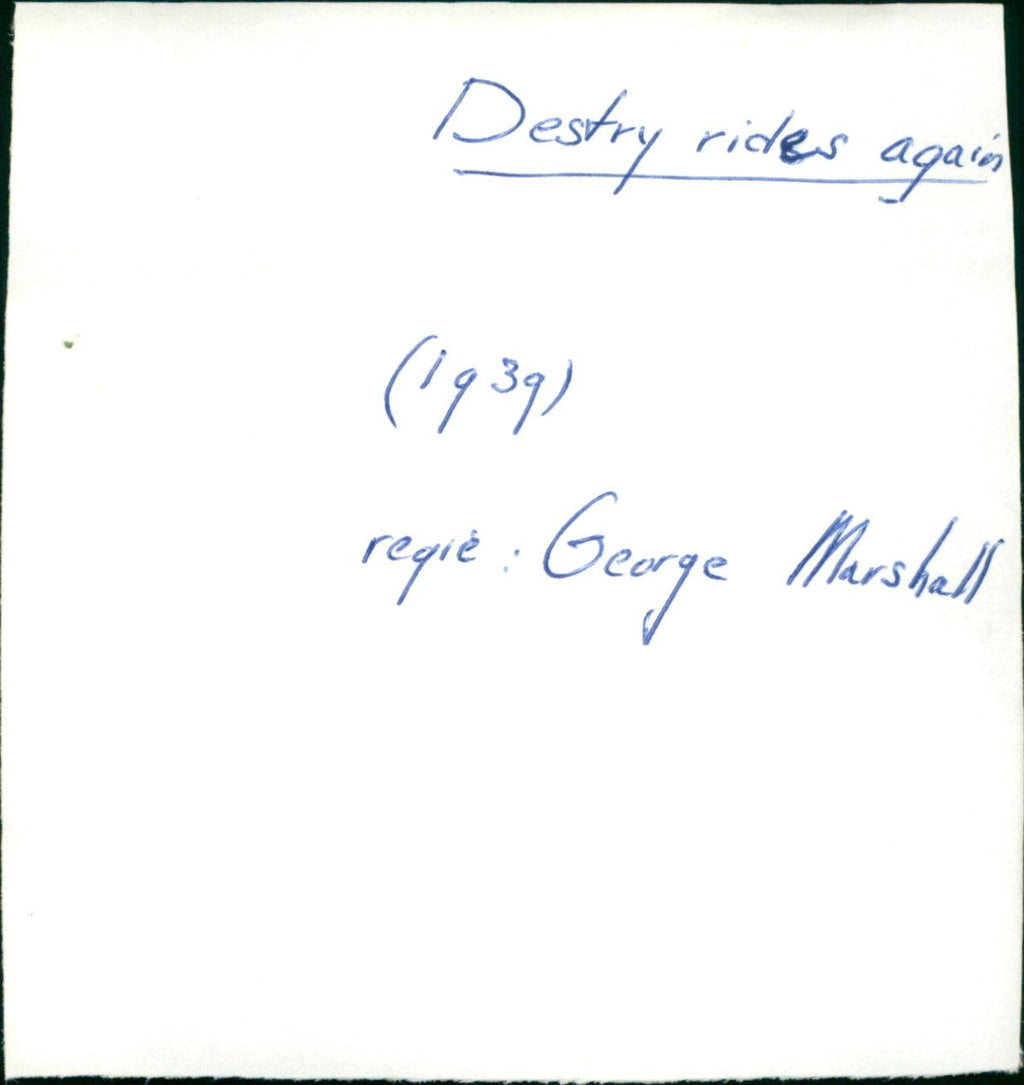 Destry rides again
(1939)
regie: George Marshall